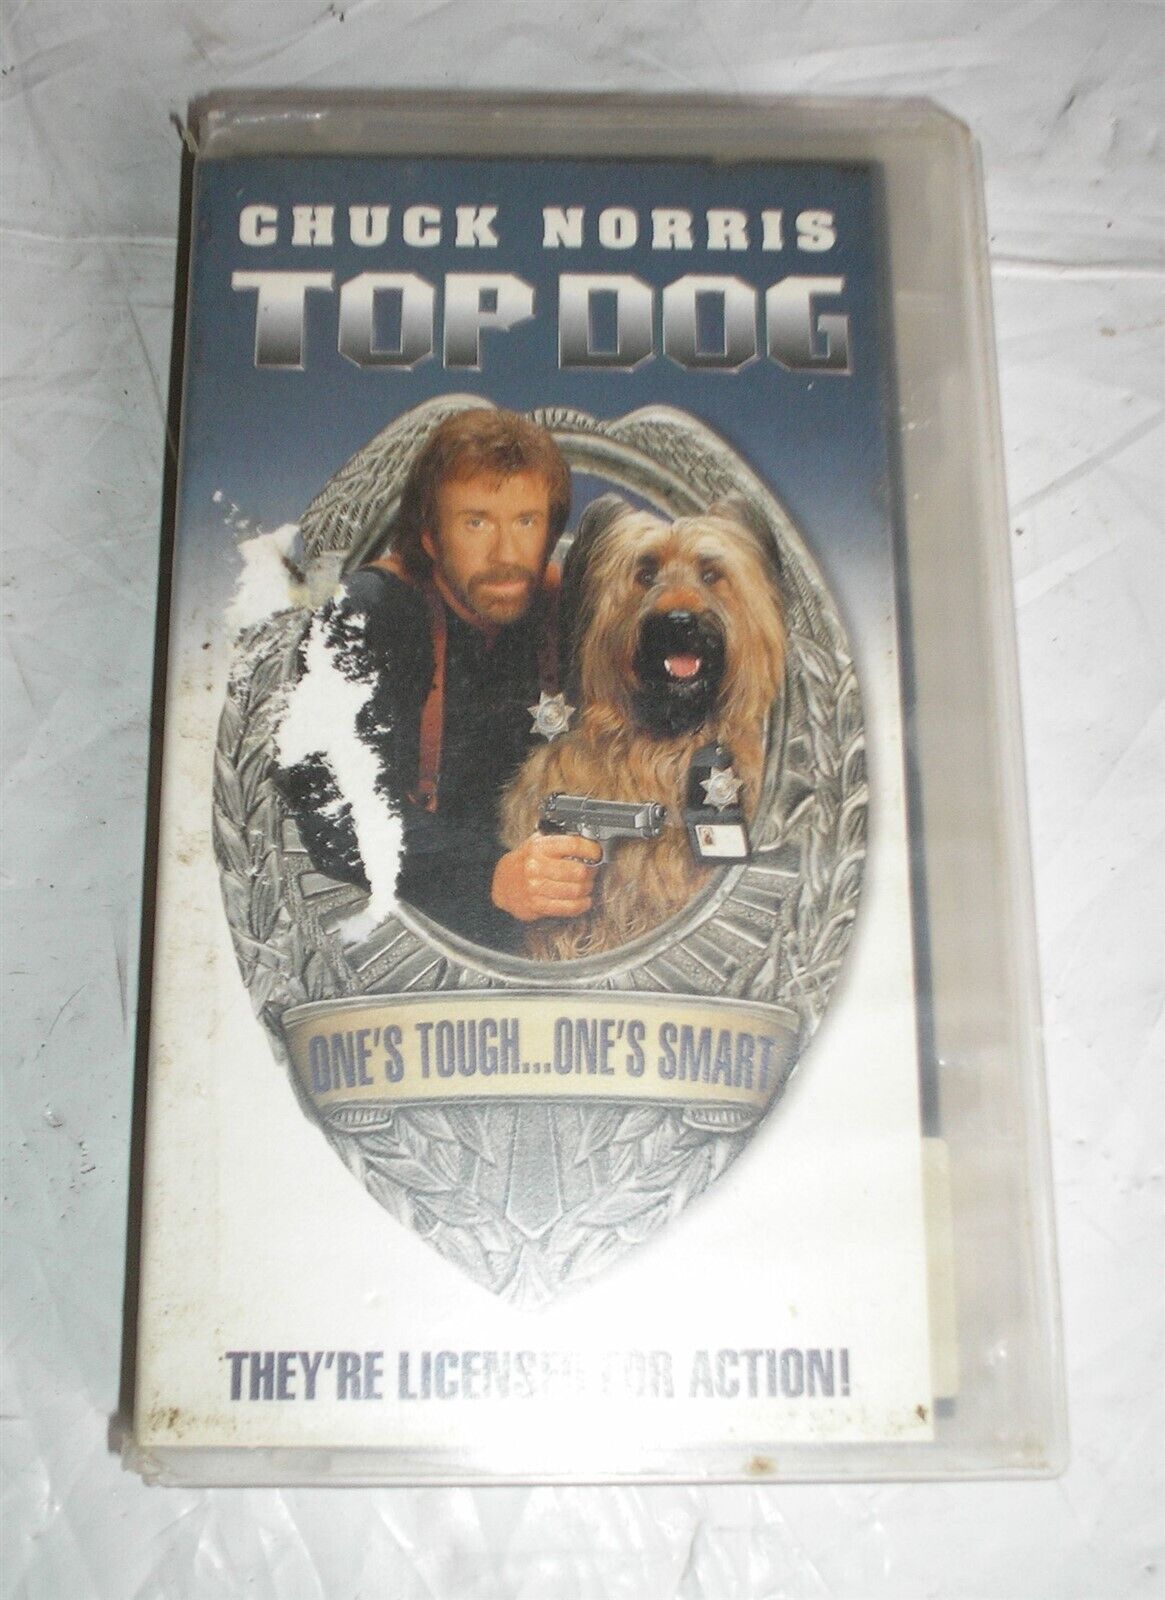 CHUCK NORRIS
TOP DOG
ONE'S TOUGH...ONE'S SMART
THEY'RE LICENSED FOR ACTION!